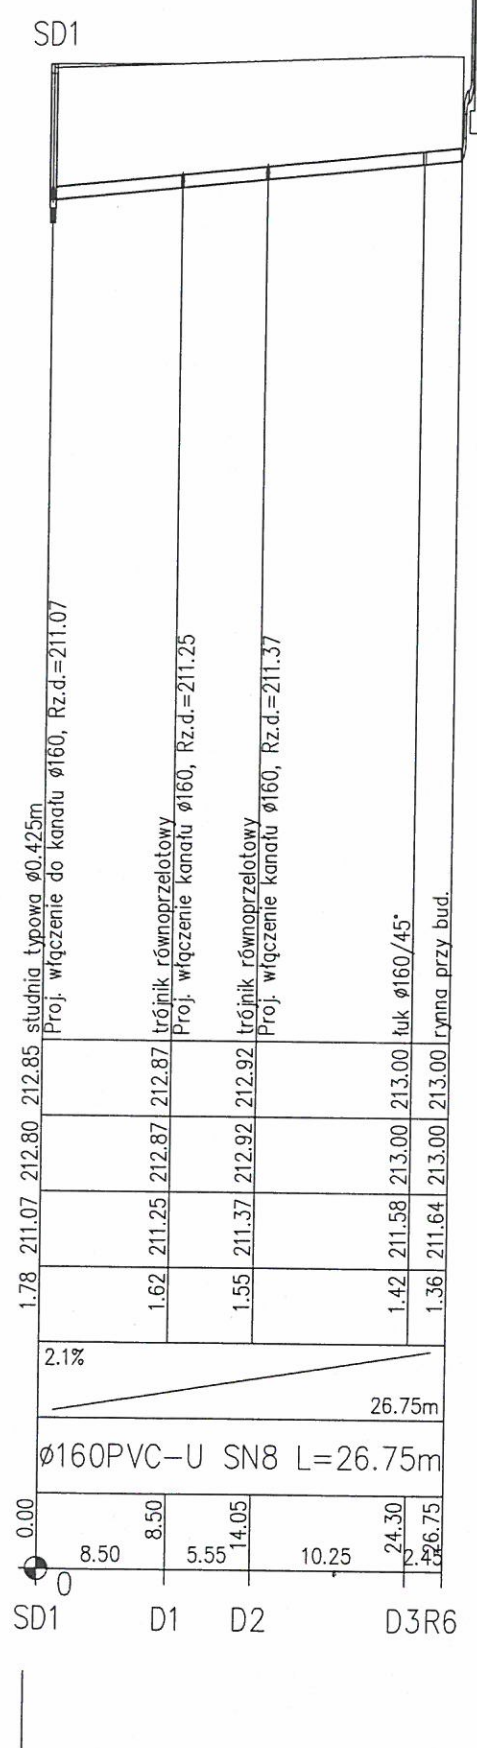 SD1
studnia typowa ø0.425m
Proj. włączenie do kanału ø160, Rz.d.=211.07
trójnik równoprzelotowy
Proj. włączenie kanału ø160, Rz.d.=211.25
trójnik równoprzelotowy
Proj. włączenie kanału ø160, Rz.d.=211.37
łuk ø160/45°
rynna przy bud.
212.85 212.87 212.92 213.00 213.00
212.80 212.87 212.92 213.00 213.00
211.07 211.25 211.37 211.58 211.64
1.78 1.62 1.55 1.42 1.36
2.1%
26.75m
ø160PVC-U SN8 L=26.75m
0.00 8.50 14.05 24.30 26.75
8.50 5.55 10.25 2.45
0
SD1 D1 D2 D3 R6